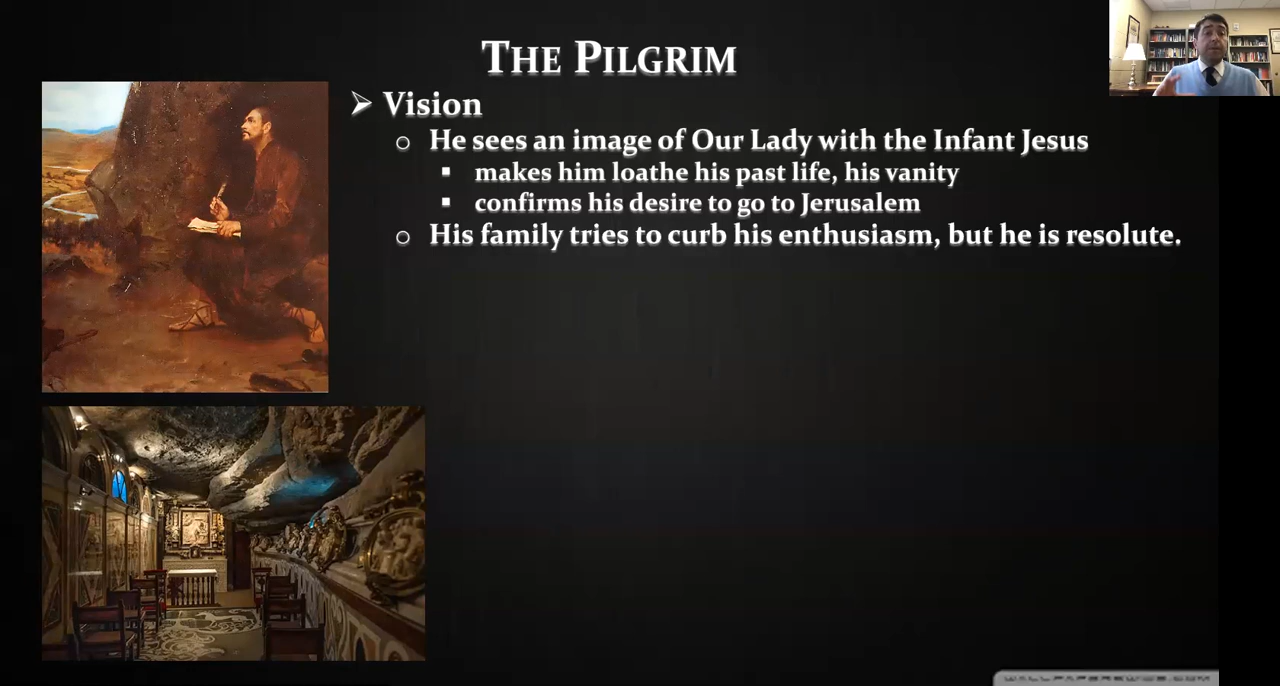 THE PILGRIM
Vision
He sees an image of Our Lady with the Infant Jesus
makes him loathe his past life, his vanity
confirms his desire to go to Jerusalem
His family tries to curb his enthusiasm, but he is resolute.